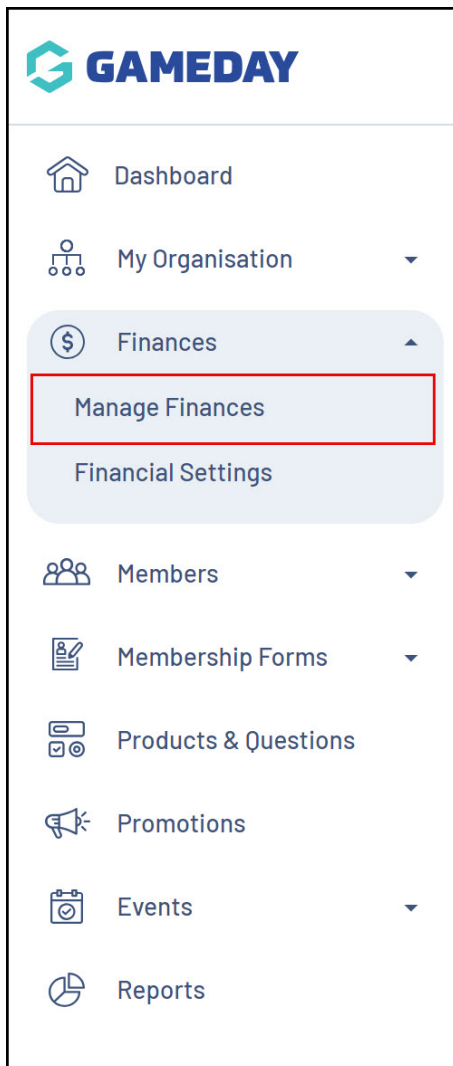 GAMEDAY
Dashboard
My Organisation
Finances
Manage Finances
Financial Settings
Members
Membership Forms
Products & Questions
Promotions
Events
Reports